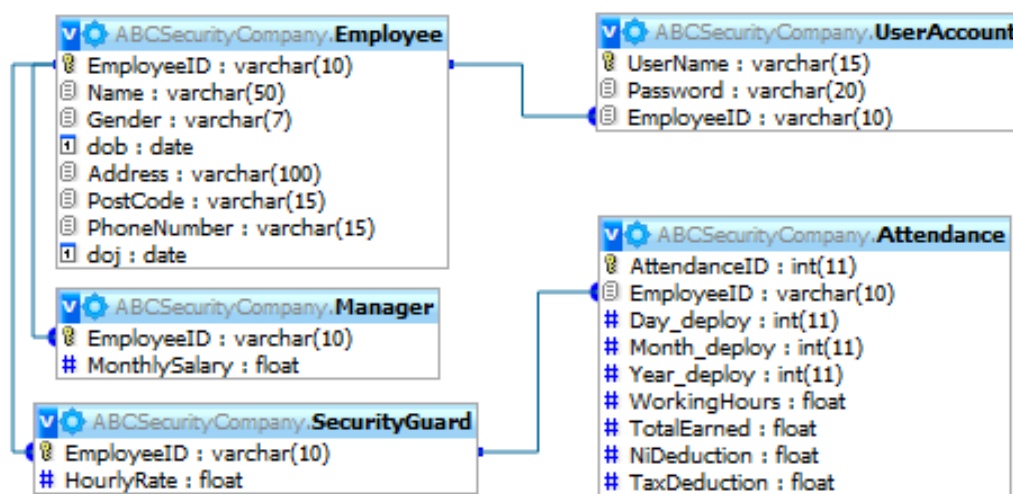 ABCSecurityCompany.Employee
EmployeeID : varchar(10)
Name : varchar(50)
Gender : varchar(7)
dob : date
Address : varchar(100)
PostCode : varchar(15)
PhoneNumber : varchar(15)
doj : date
ABCSecurityCompany.Manager
EmployeeID : varchar(10)
MonthlySalary : float
ABCSecurityCompany.SecurityGuard
EmployeeID : varchar(10)
HourlyRate : float
ABCSecurityCompany.UserAccount
UserName : varchar(15)
Password : varchar(20)
EmployeeID : varchar(10)
ABCSecurityCompany.Attendance
AttendanceID : int(11)
EmployeeID : varchar(10)
# Day_deploy : int(11)
# Month_deploy : int(11)
# Year_deploy : int(11)
# WorkingHours : float
# TotalEarned : float
# NiDeduction : float
# TaxDeduction : float